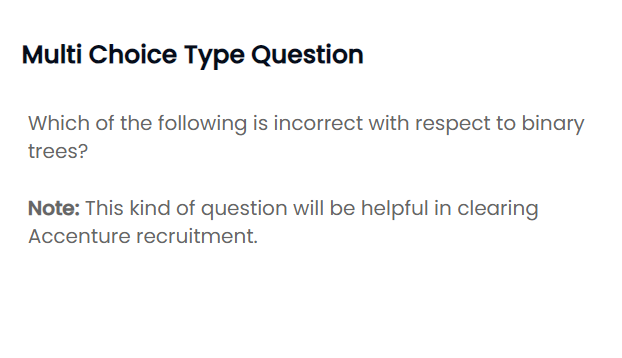 Multi Choice Type Question
Which of the following is incorrect with respect to binary
trees?
Note: This kind of question will be helpful in clearing
Accenture recruitment.